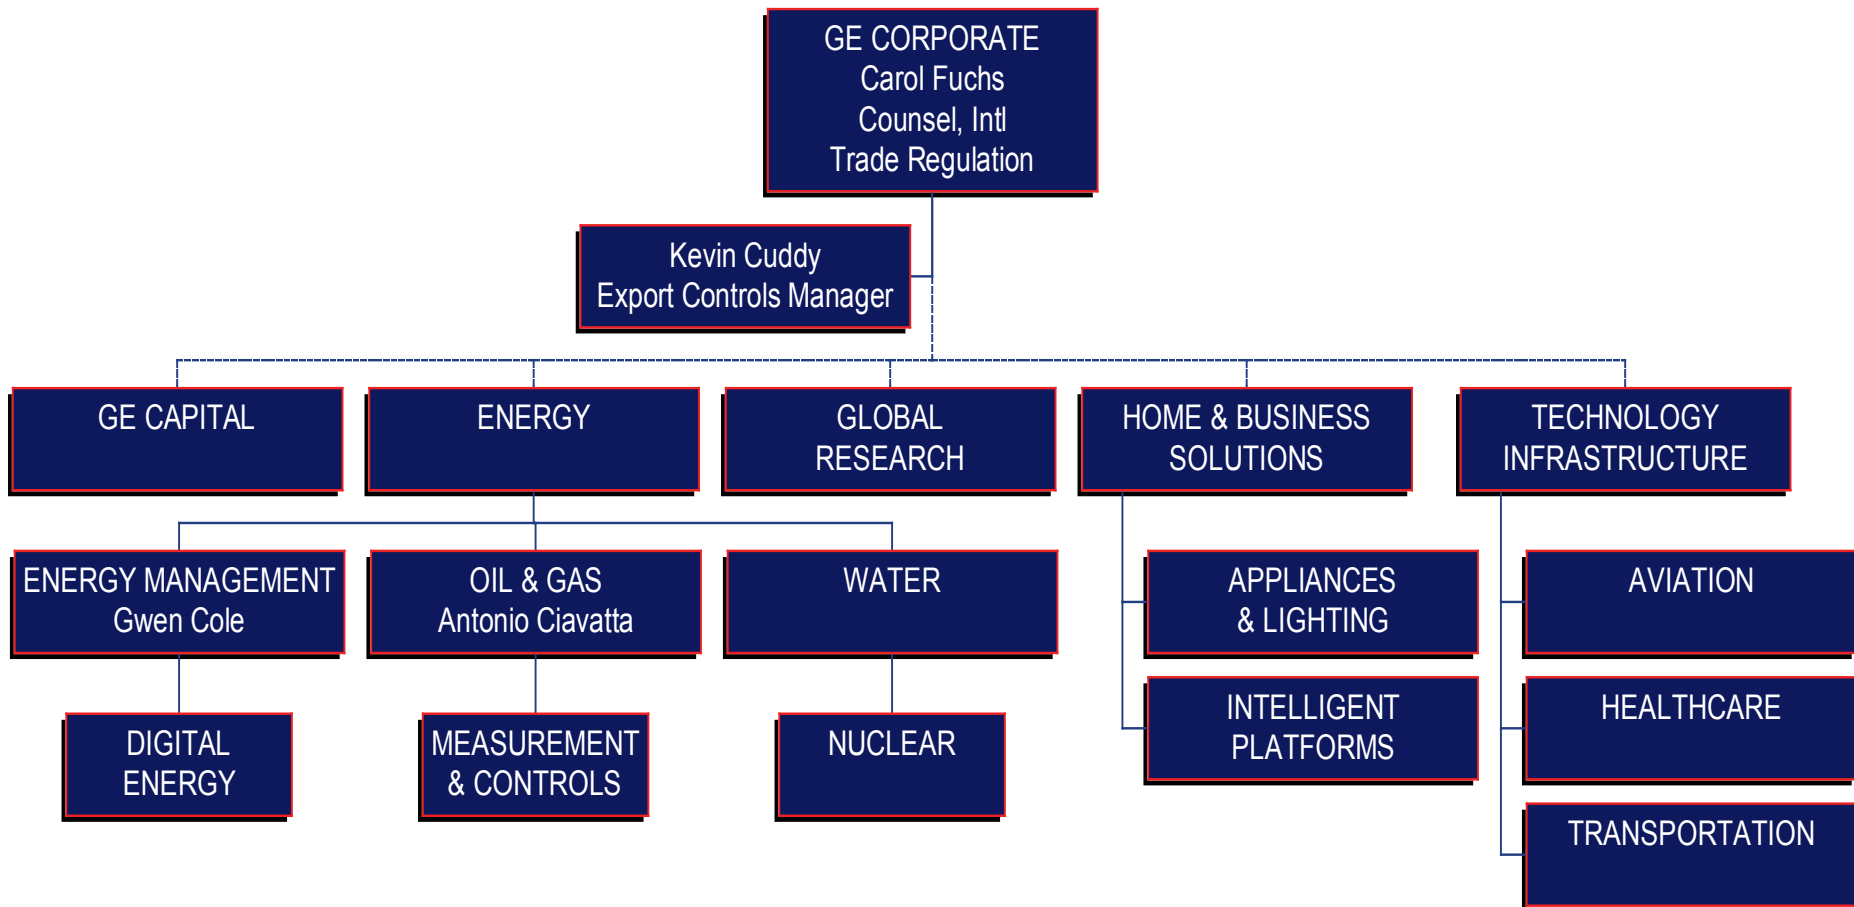 GE CORPORATE
Carol Fuchs
Counsel, Intl
Trade Regulation
Kevin Cuddy
Export Controls Manager
GE CAPITAL
ENERGY
GLOBAL
RESEARCH
HOME & BUSINESS
SOLUTIONS
TECHNOLOGY
INFRASTRUCTURE
ENERGY MANAGEMENT
Gwen Cole
OIL & GAS
Antonio Ciavatta
WATER
APPLIANCES
& LIGHTING
AVIATION
DIGITAL
ENERGY
MEASUREMENT
& CONTROLS
NUCLEAR
INTELLIGENT
PLATFORMS
HEALTHCARE
TRANSPORTATION